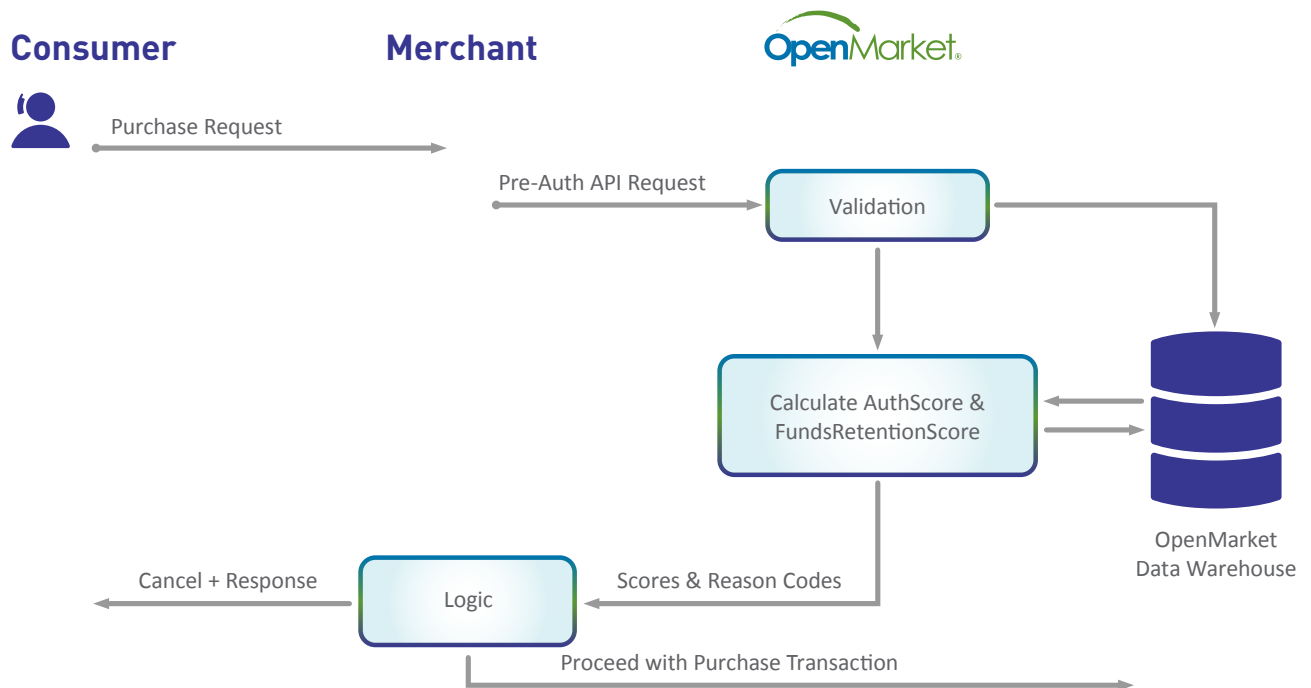 Consumer
Merchant
OpenMarket®
Purchase Request
Pre-Auth API Request
Validation
Calculate AuthScore &
FundsRetentionScore
OpenMarket
Data Warehouse
Cancel + Response
Logic
Scores & Reason Codes
Proceed with Purchase Transaction